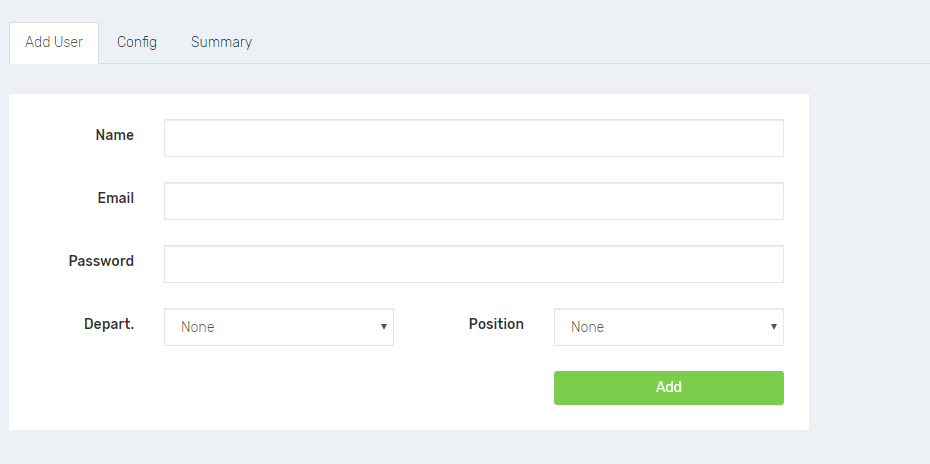 Add User Config Summary
Name
Email
Password
Depart. None Position None
Add